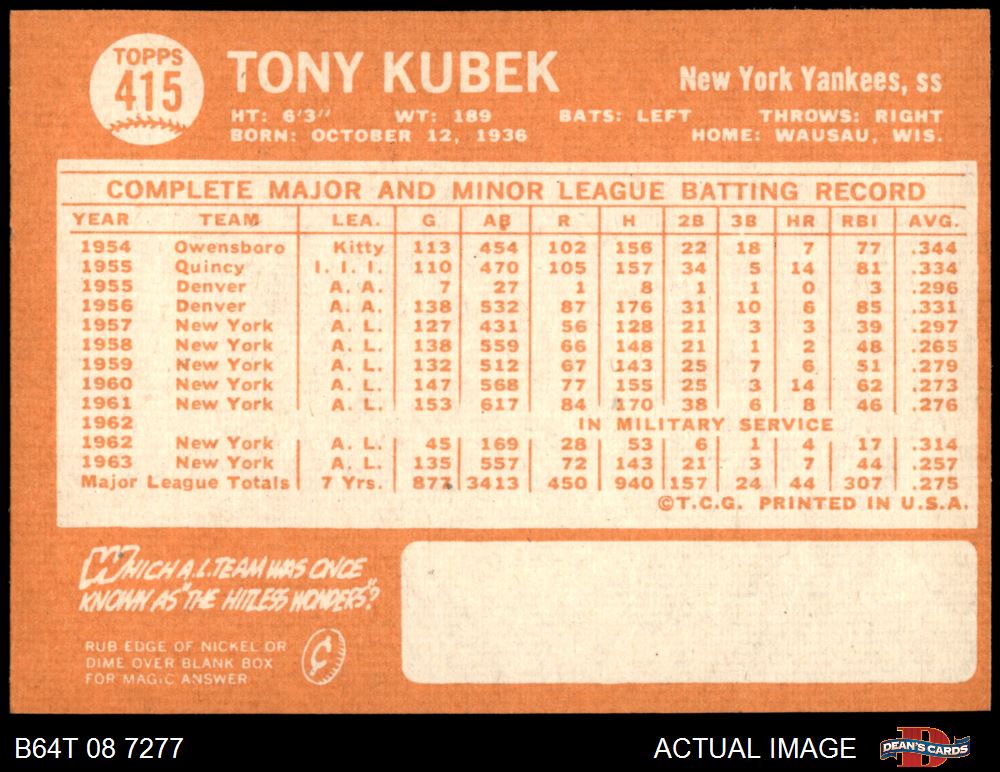 TOPPS
415
TONY KUBEK
New York Yankees, ss
HT: 6'3" WT: 189 BATS: LEFT THROWS: RIGHT
BORN: OCTOBER 12, 1936 HOME: WAUSAU, WIS.
COMPLETE MAJOR AND MINOR LEAGUE BATTING RECORD
YEAR TEAM LEA. G AB R H 2B 3B HR RBI AVG.
1954 Owensboro Kitty 113 454 102 156 22 18 7 77 .344
1955 Quincy I. I. I. 110 470 105 157 34 5 14 81 .334
1955 Denver A. A. 7 27 1 8 1 1 0 3 .296
1956 Denver A. A. 138 532 87 176 31 10 6 85 .331
1957 New York A. L. 127 431 56 128 21 3 3 39 .297
1958 New York A. L. 138 559 66 148 21 1 2 48 .265
1959 New York A. L. 132 512 67 143 25 7 6 51 .279
1960 New York A. L. 147 568 77 155 25 3 14 62 .273
1961 New York A. L. 153 617 84 170 38 6 8 46 .276
1962 IN MILITARY SERVICE
1962 New York A. L. 45 169 28 53 6 1 4 17 .314
1963 New York A. L. 135 557 72 143 21 3 7 44 .257
Major League Totals 7 Yrs. 877 3413 450 940 157 24 44 307 .275
©T.C.G. PRINTED IN U.S.A.
WHICH A.L. TEAM WAS ONCE
KNOWN AS "THE HITLESS WONDERS"?
RUB EDGE OF NICKEL OR
DIME OVER BLANK BOX
FOR MAGIC ANSWER
¢
B64T 08 7277
ACTUAL IMAGE
D
DEAN'S CARDS